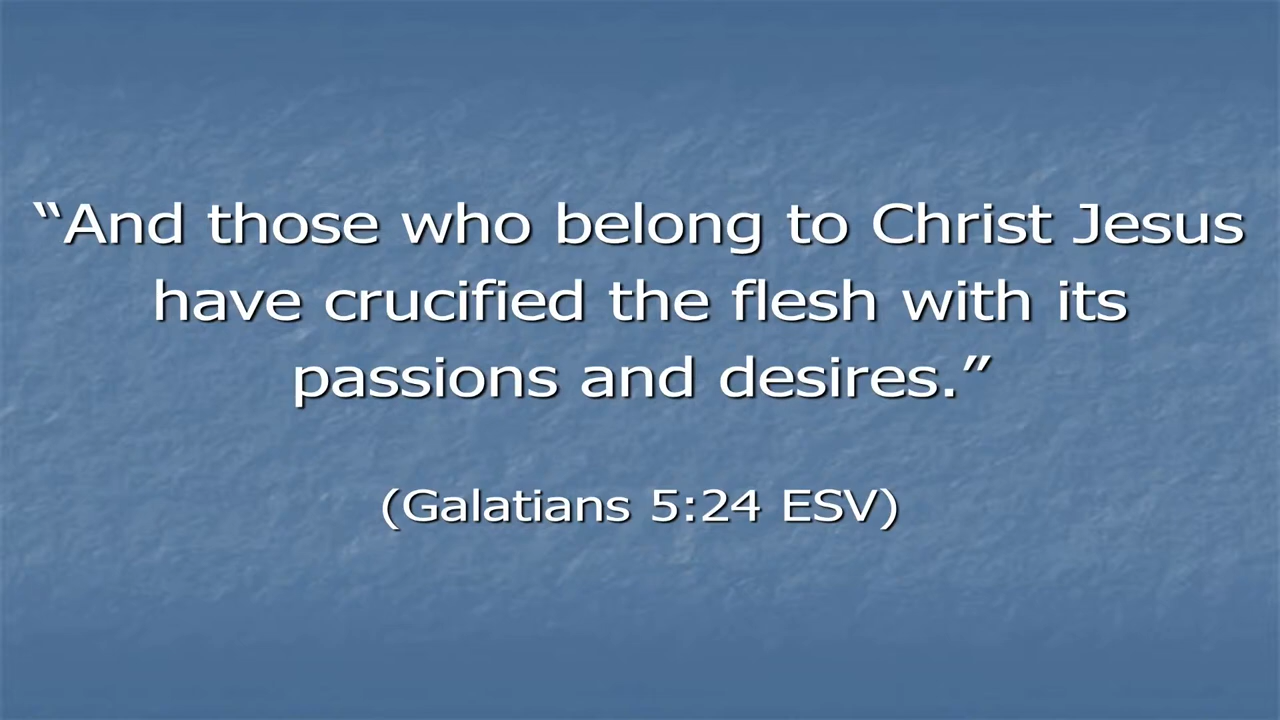 “And those who belong to Christ Jesus
have crucified the flesh with its
passions and desires.”
(Galatians 5:24 ESV)